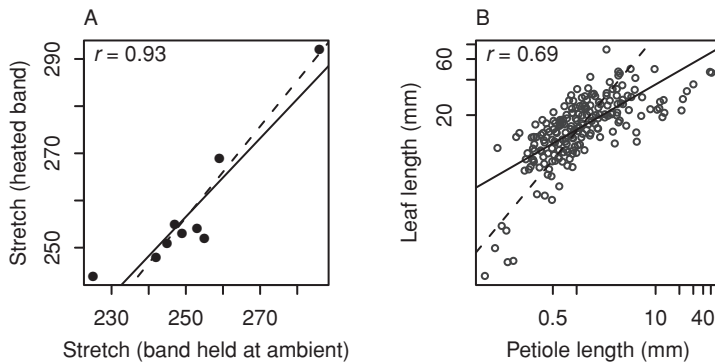 A
r = 0.93
290
270
250
Stretch (heated band)
230
250
270
Stretch (band held at ambient)
B
r = 0.69
60
20
Leaf length (mm)
0.5
10
40
Petiole length (mm)